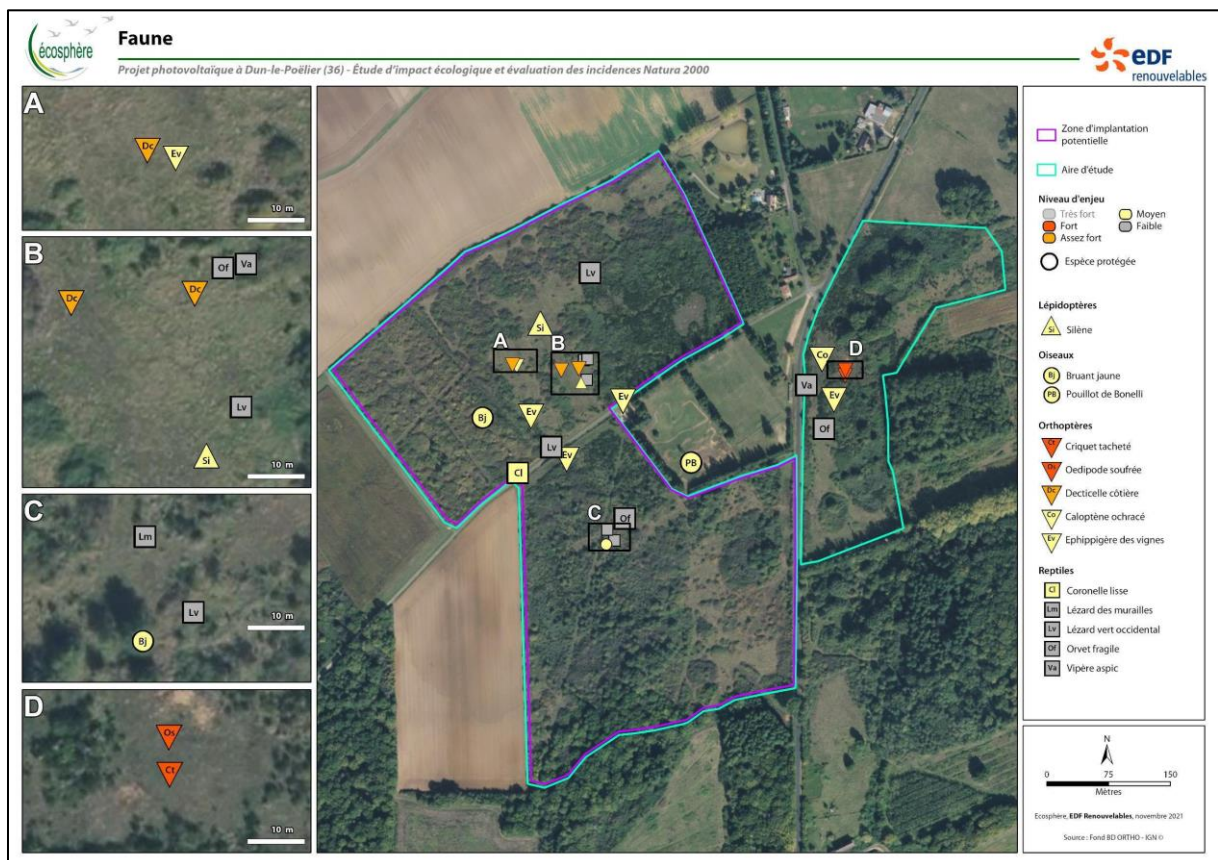 écosphère
Faune
Projet photovoltaïque à Dun-le-Poëlier (36) - Étude d'impact écologique et évaluation des incidences Natura 2000
edf
renouvelables
A
Dc
Ev
10 m
B
Of
Va
Dc
Dc
Lv
Si
10 m
C
Lm
Lv
Bj
10 m
D
Os
Ct
10 m
Lv
Si
A
B
Co
D
Va
Ev
Ev
Bj
Ev
Of
Lv
Ev
PB
Cl
C
Of
Zone d'implantation
potentielle
Aire d'étude
Niveau d'enjeu
Très fort
Moyen
Fort
Faible
Assez fort
Espèce protégée
Lépidoptères
Si Silène
Oiseaux
Bj Bruant jaune
PB Pouillot de Bonelli
Orthoptères
Ct Criquet tacheté
Os Oedipode soufrée
Dc Decticelle côtière
Co Caloptène ochracé
Ev Ephippigère des vignes
Reptiles
Cl Coronelle lisse
Lm Lézard des murailles
Lv Lézard vert occidental
Of Orvet fragile
Va Vipère aspic
N
0 75 150
Mètres
Ecosphère, EDF Renouvelables, novembre 2021
Source : Fond BD ORTHO - IGN ©